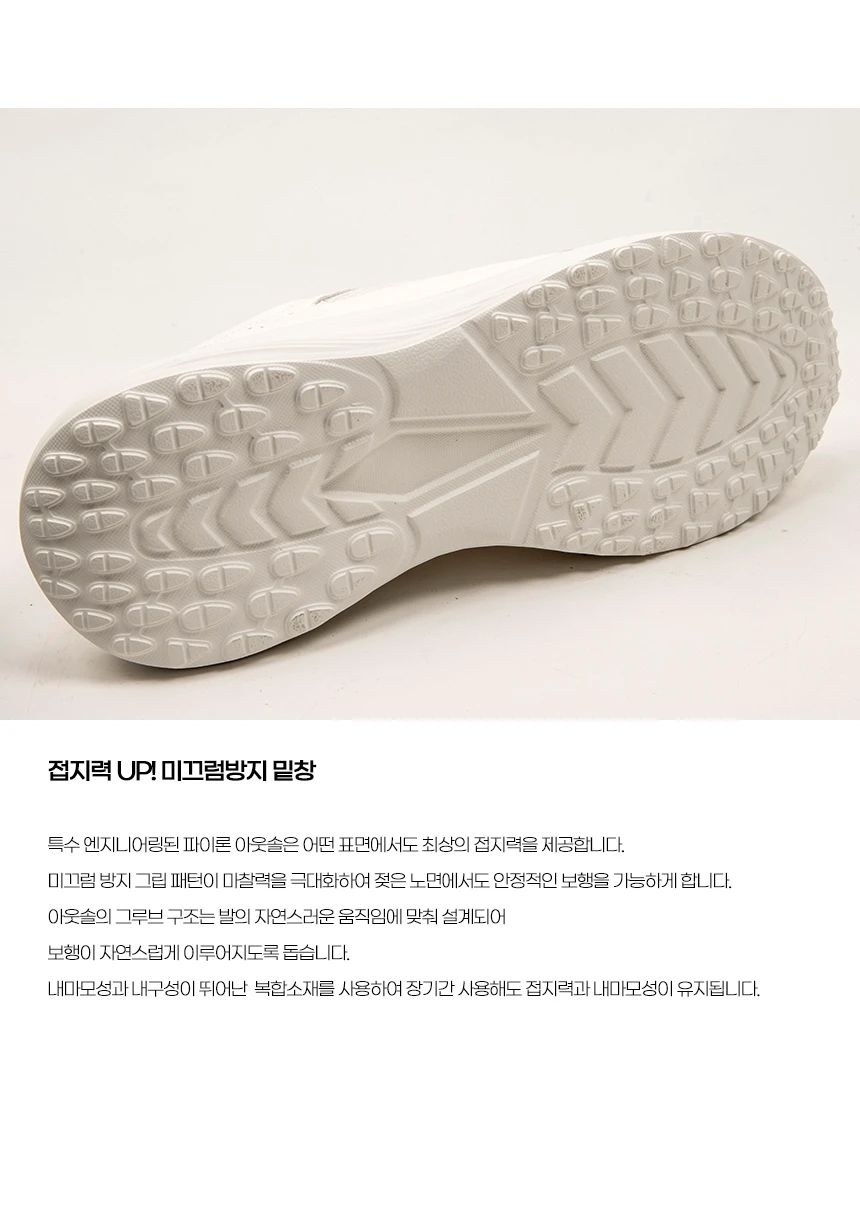 접지력 UP! 미끄럼방지 밑창
특수 엔지니어링된 파이론 아웃솔은 어떤 표면에서도 최상의 접지력을 제공합니다.
미끄럼 방지 그립 패턴이 마찰력을 극대화하여 젖은 노면에서도 안정적인 보행을 가능하게 합니다.
아웃솔의 그루브 구조는 발의 자연스러운 움직임에 맞춰 설계되어
보행이 자연스럽게 이루어지도록 돕습니다.
내마모성과 내구성이 뛰어난 복합소재를 사용하여 장기간 사용해도 접지력과 내마모성이 유지됩니다.